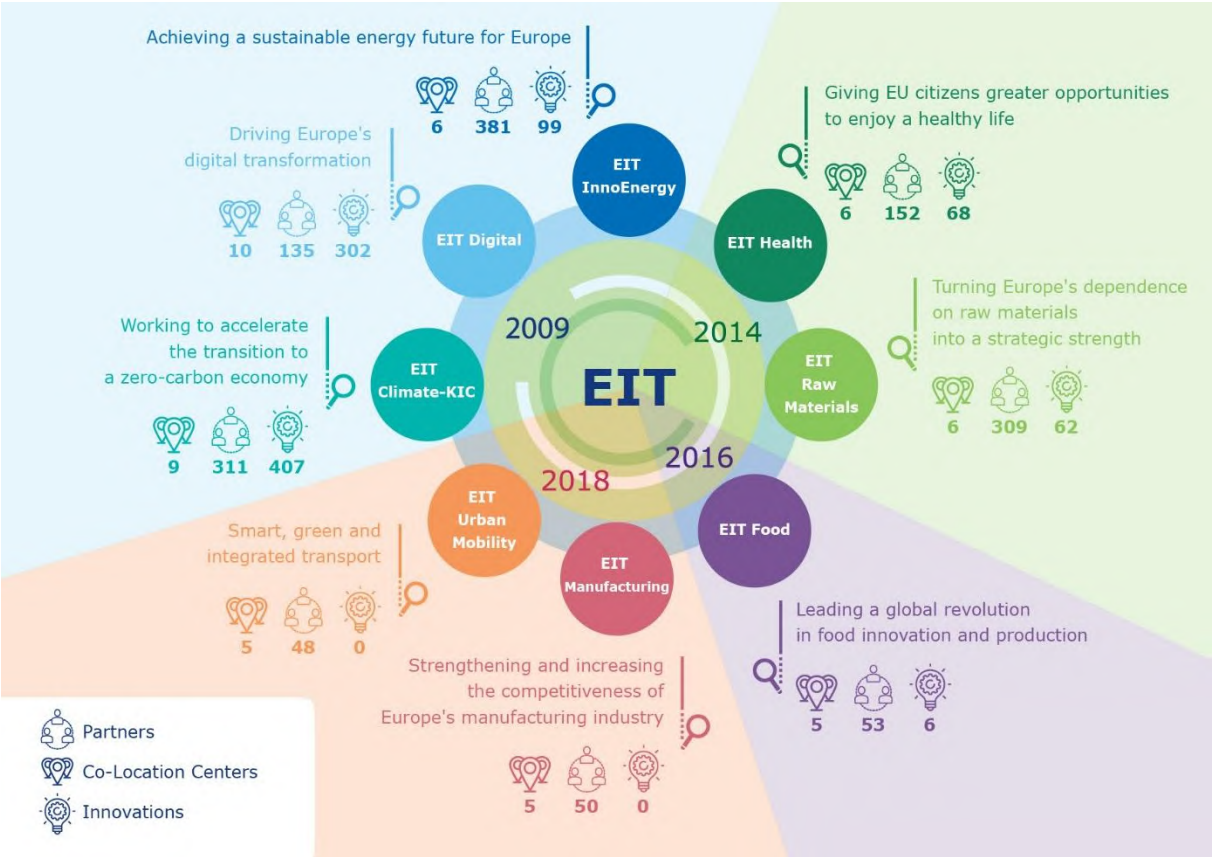 Achieving a sustainable energy future for Europe
6 381 99
EIT
InnoEnergy
Giving EU citizens greater opportunities
to enjoy a healthy life
6 152 68
EIT Health
Driving Europe's
digital transformation
10 135 302
EIT Digital
Turning Europe's dependence
on raw materials
into a strategic strength
6 309 62
EIT
Raw
Materials
Working to accelerate
the transition to
a zero-carbon economy
9 311 407
EIT
Climate-KIC
2009
2014
EIT
2016
2018
Smart, green and
integrated transport
5 48 0
EIT
Urban
Mobility
EIT
Manufacturing
Strengthening and increasing
the competitiveness of
Europe's manufacturing industry
5 50 0
EIT Food
Leading a global revolution
in food innovation and production
5 53 6
Partners
Co-Location Centers
Innovations